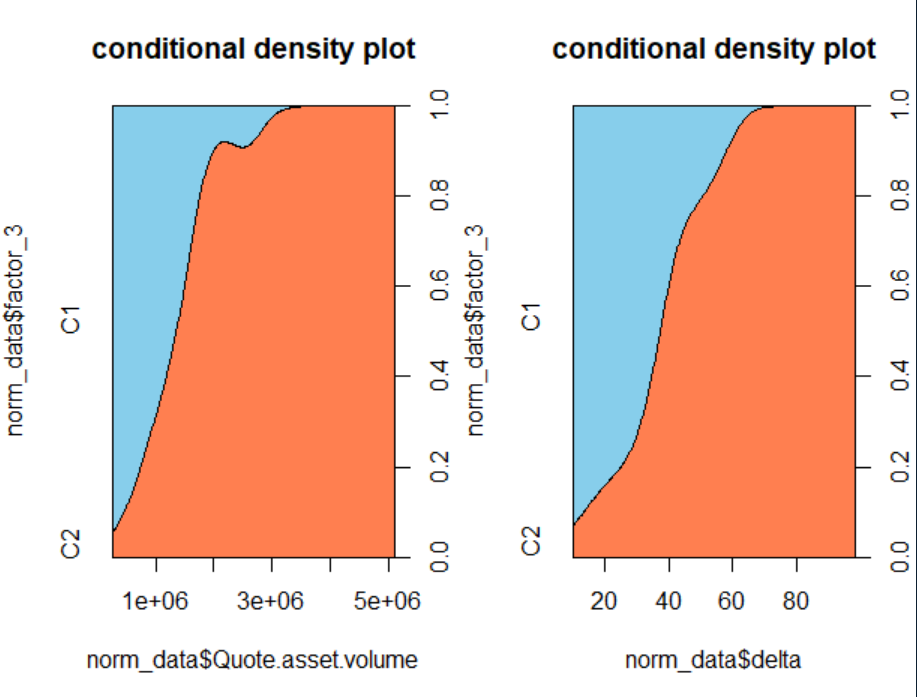 conditional density plot
norm_data$factor_3
C2 C1
0.0 0.2 0.4 0.6 0.8 1.0
1e+06 3e+06 5e+06
norm_data$Quote.asset.volume
conditional density plot
norm_data$factor_3
C2 C1
0.0 0.2 0.4 0.6 0.8 1.0
20 40 60 80
norm_data$delta